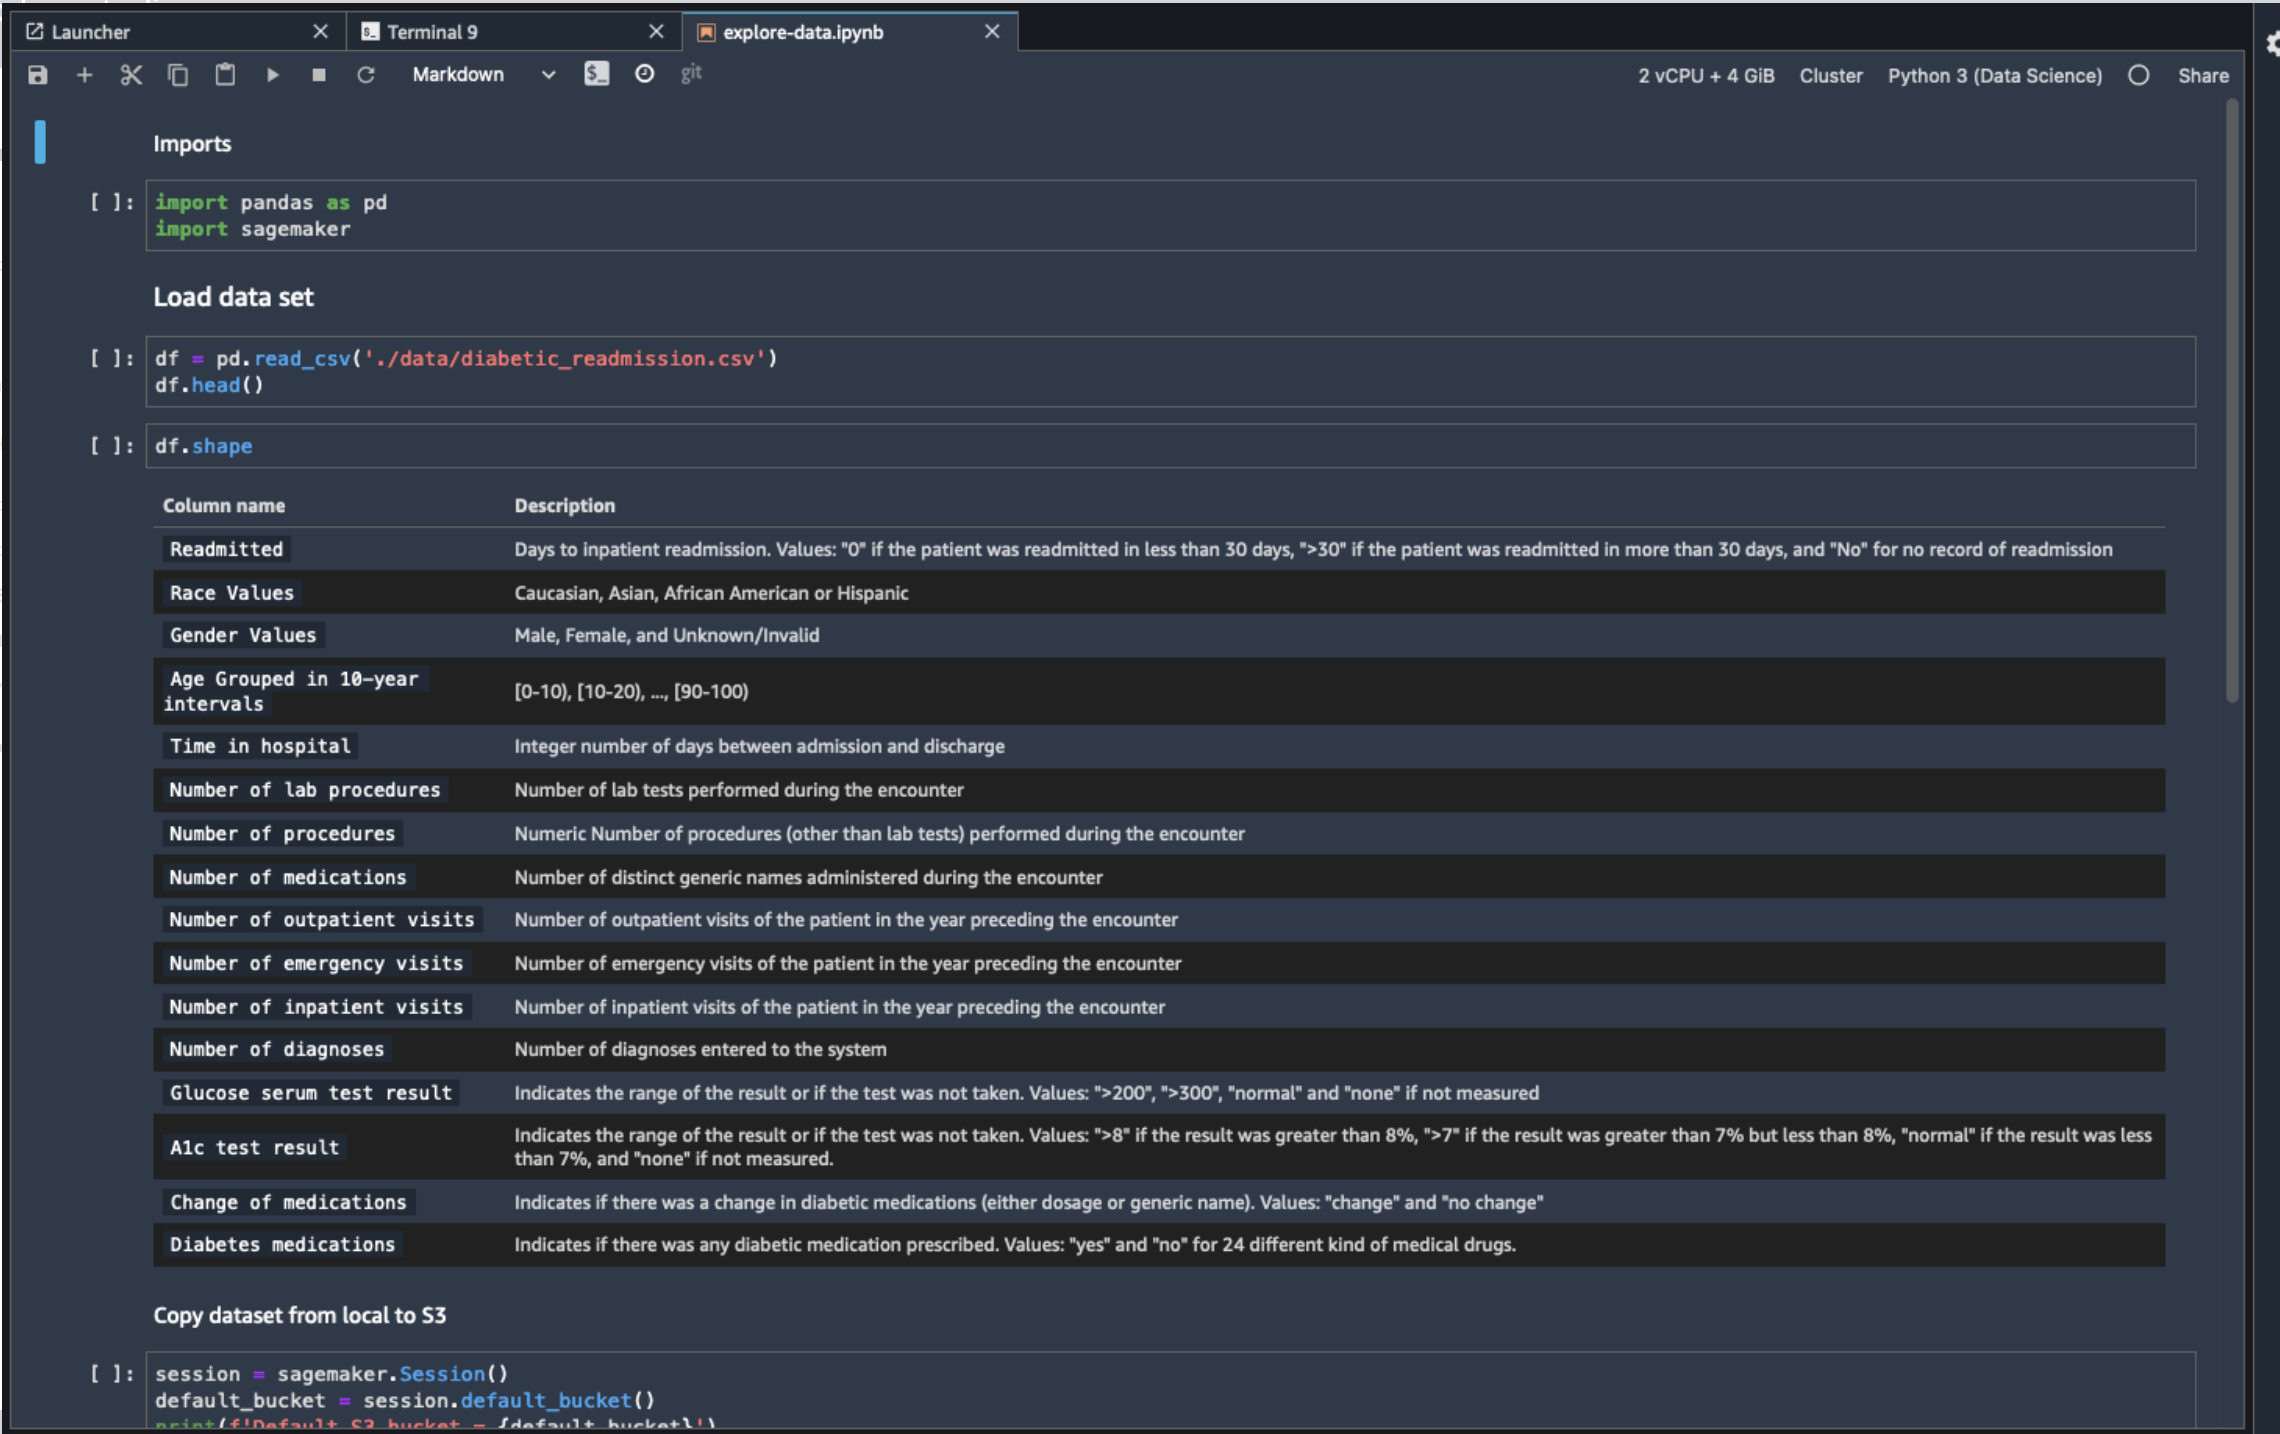 Launcher
Terminal 9
explore-data.ipynb
Markdown
git
2 vCPU + 4 GiB
Cluster
Python 3 (Data Science)
Share
Imports
[ ]:
import pandas as pd
import sagemaker
Load data set
[ ]:
df = pd.read_csv('./data/diabetic_readmission.csv')
df.head()
[ ]:
df.shape
Column name Description
Readmitted Days to inpatient readmission. Values: "0" if the patient was readmitted in less than 30 days, ">30" if the patient was readmitted in more than 30 days, and "No" for no record of readmission
Race Values Caucasian, Asian, African American or Hispanic
Gender Values Male, Female, and Unknown/Invalid
Age Grouped in 10-year
intervals
[0-10), [10-20), ..., [90-100)
Time in hospital Integer number of days between admission and discharge
Number of lab procedures Number of lab tests performed during the encounter
Number of procedures Numeric Number of procedures (other than lab tests) performed during the encounter
Number of medications Number of distinct generic names administered during the encounter
Number of outpatient visits Number of outpatient visits of the patient in the year preceding the encounter
Number of emergency visits Number of emergency visits of the patient in the year preceding the encounter
Number of inpatient visits Number of inpatient visits of the patient in the year preceding the encounter
Number of diagnoses Number of diagnoses entered to the system
Glucose serum test result Indicates the range of the result or if the test was not taken. Values: ">200", ">300", "normal" and "none" if not measured
A1c test result
Indicates the range of the result or if the test was not taken. Values: ">8" if the result was greater than 8%, ">7" if the result was greater than 7% but less than 8%, "normal" if the result was less
than 7%, and "none" if not measured.
Change of medications Indicates if there was a change in diabetic medications (either dosage or generic name). Values: "change" and "no change"
Diabetes medications Indicates if there was any diabetic medication prescribed. Values: "yes" and "no" for 24 different kind of medical drugs.
Copy dataset from local to S3
[ ]:
session = sagemaker.Session()
default_bucket = session.default_bucket()
print(f'Default S3 bucket = {default_bucket}')